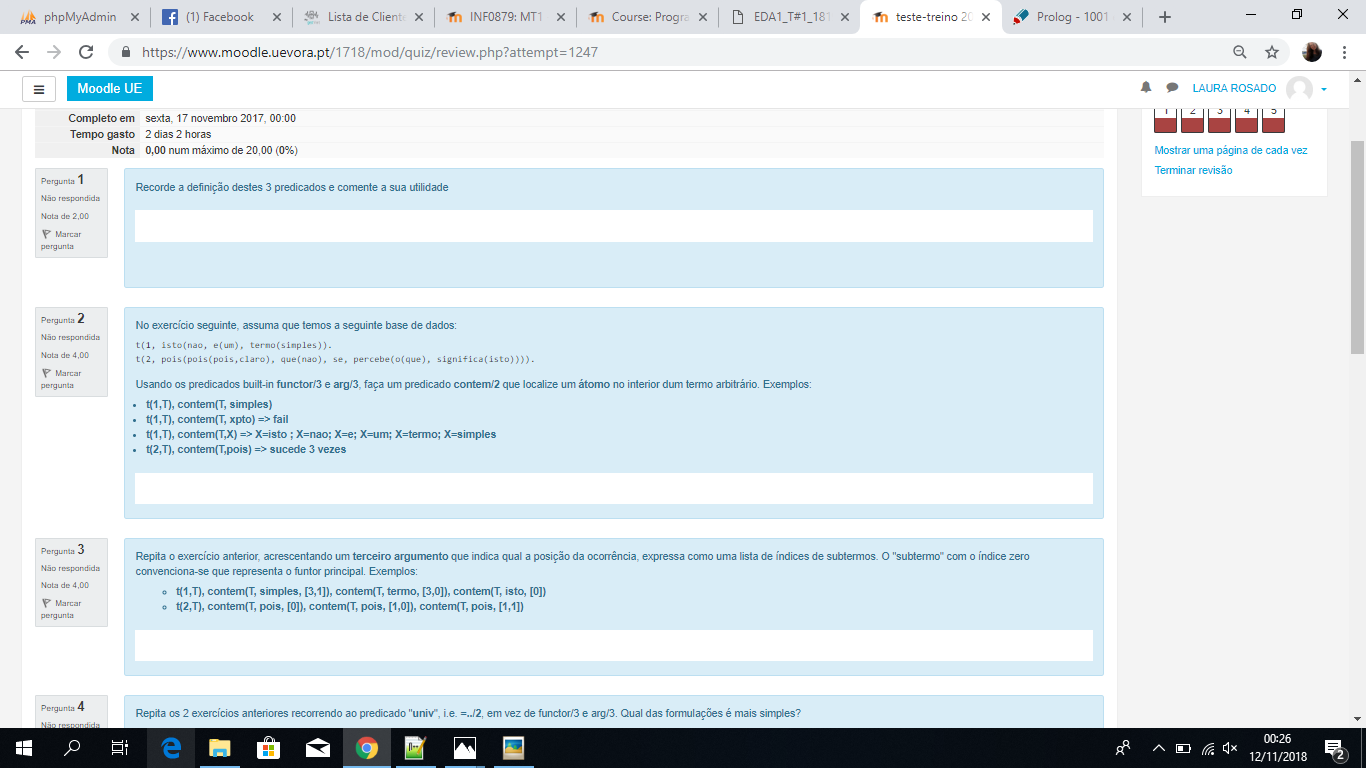 phpMyAdmin
(1) Facebook
Lista de Cliente
INF0879: MT1
Course: Progra
EDA1_T#1_181
teste-treino 20
Prolog - 1001
https://www.moodle.uevora.pt/1718/mod/quiz/review.php?attempt=1247
Moodle UE
LAURA ROSADO
Completo em sexta, 17 novembro 2017, 00:00
Tempo gasto 2 dias 2 horas
Nota 0,00 num máximo de 20,00 (0%)
1 2 3 4 5
Mostrar uma página de cada vez
Terminar revisão
Pergunta 1
Não respondida
Nota de 2,00
Marcar
pergunta
Recorde a definição destes 3 predicados e comente a sua utilidade
Pergunta 2
Não respondida
Nota de 4,00
Marcar
pergunta
No exercício seguinte, assuma que temos a seguinte base de dados:
t(1, isto(nao, e(um), termo(simples)).
t(2, pois(pois(pois,claro), que(nao), se, percebe(o(que), significa(isto)))).
Usando os predicados built-in functor/3 e arg/3, faça um predicado contem/2 que localize um átomo no interior dum termo arbitrário. Exemplos:
• t(1,T), contem(T, simples)
• t(1,T), contem(T, xpto) => fail
• t(1,T), contem(T,X) => X=isto ; X=nao; X=e; X=um; X=termo; X=simples
• t(2,T), contem(T,pois) => sucede 3 vezes
Pergunta 3
Não respondida
Nota de 4,00
Marcar
pergunta
Repita o exercício anterior, acrescentando um terceiro argumento que indica qual a posição da ocorrência, expressa como uma lista de índices de subtermos. O "subtermo" com o índice zero
convenciona-se que representa o funtor principal. Exemplos:
◦ t(1,T), contem(T, simples, [3,1]), contem(T, termo, [3,0]), contem(T, isto, [0])
◦ t(2,T), contem(T, pois, [0]), contem(T, pois, [1,0]), contem(T, pois, [1,1])
Pergunta 4
Não respondida
Repita os 2 exercícios anteriores recorrendo ao predicado "univ", i.e. =../2, em vez de functor/3 e arg/3. Qual das formulações é mais simples?
00:26
12/11/2018
2